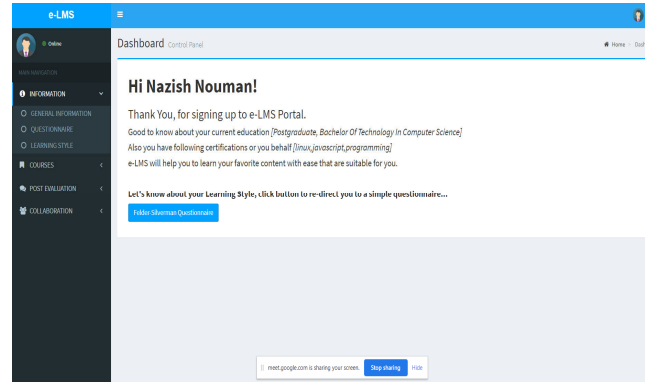 e-LMS
Online
MAIN NAVIGATION
INFORMATION
GENERAL INFORMATION
QUESTIONNAIRE
LEARNING STYLE
COURSES
POST EVALUATION
COLLABORATION
Dashboard Control Panel
Home
Hi Nazish Nouman!
Thank You, for signing up to e-LMS Portal.
Good to know about your current education [Postgraduate, Bachelor Of Technology In Computer Science]
Also you have following certifications or you behalf [linux,javascript,programming]
e-LMS will help you to learn your favorite content with ease that are suitable for you.
Let's know about your Learning Style, click button to re-direct you to a simple questionnaire...
Felder-Silverman Questionnaire
meet.google.com is sharing your screen. Stop sharing Hide